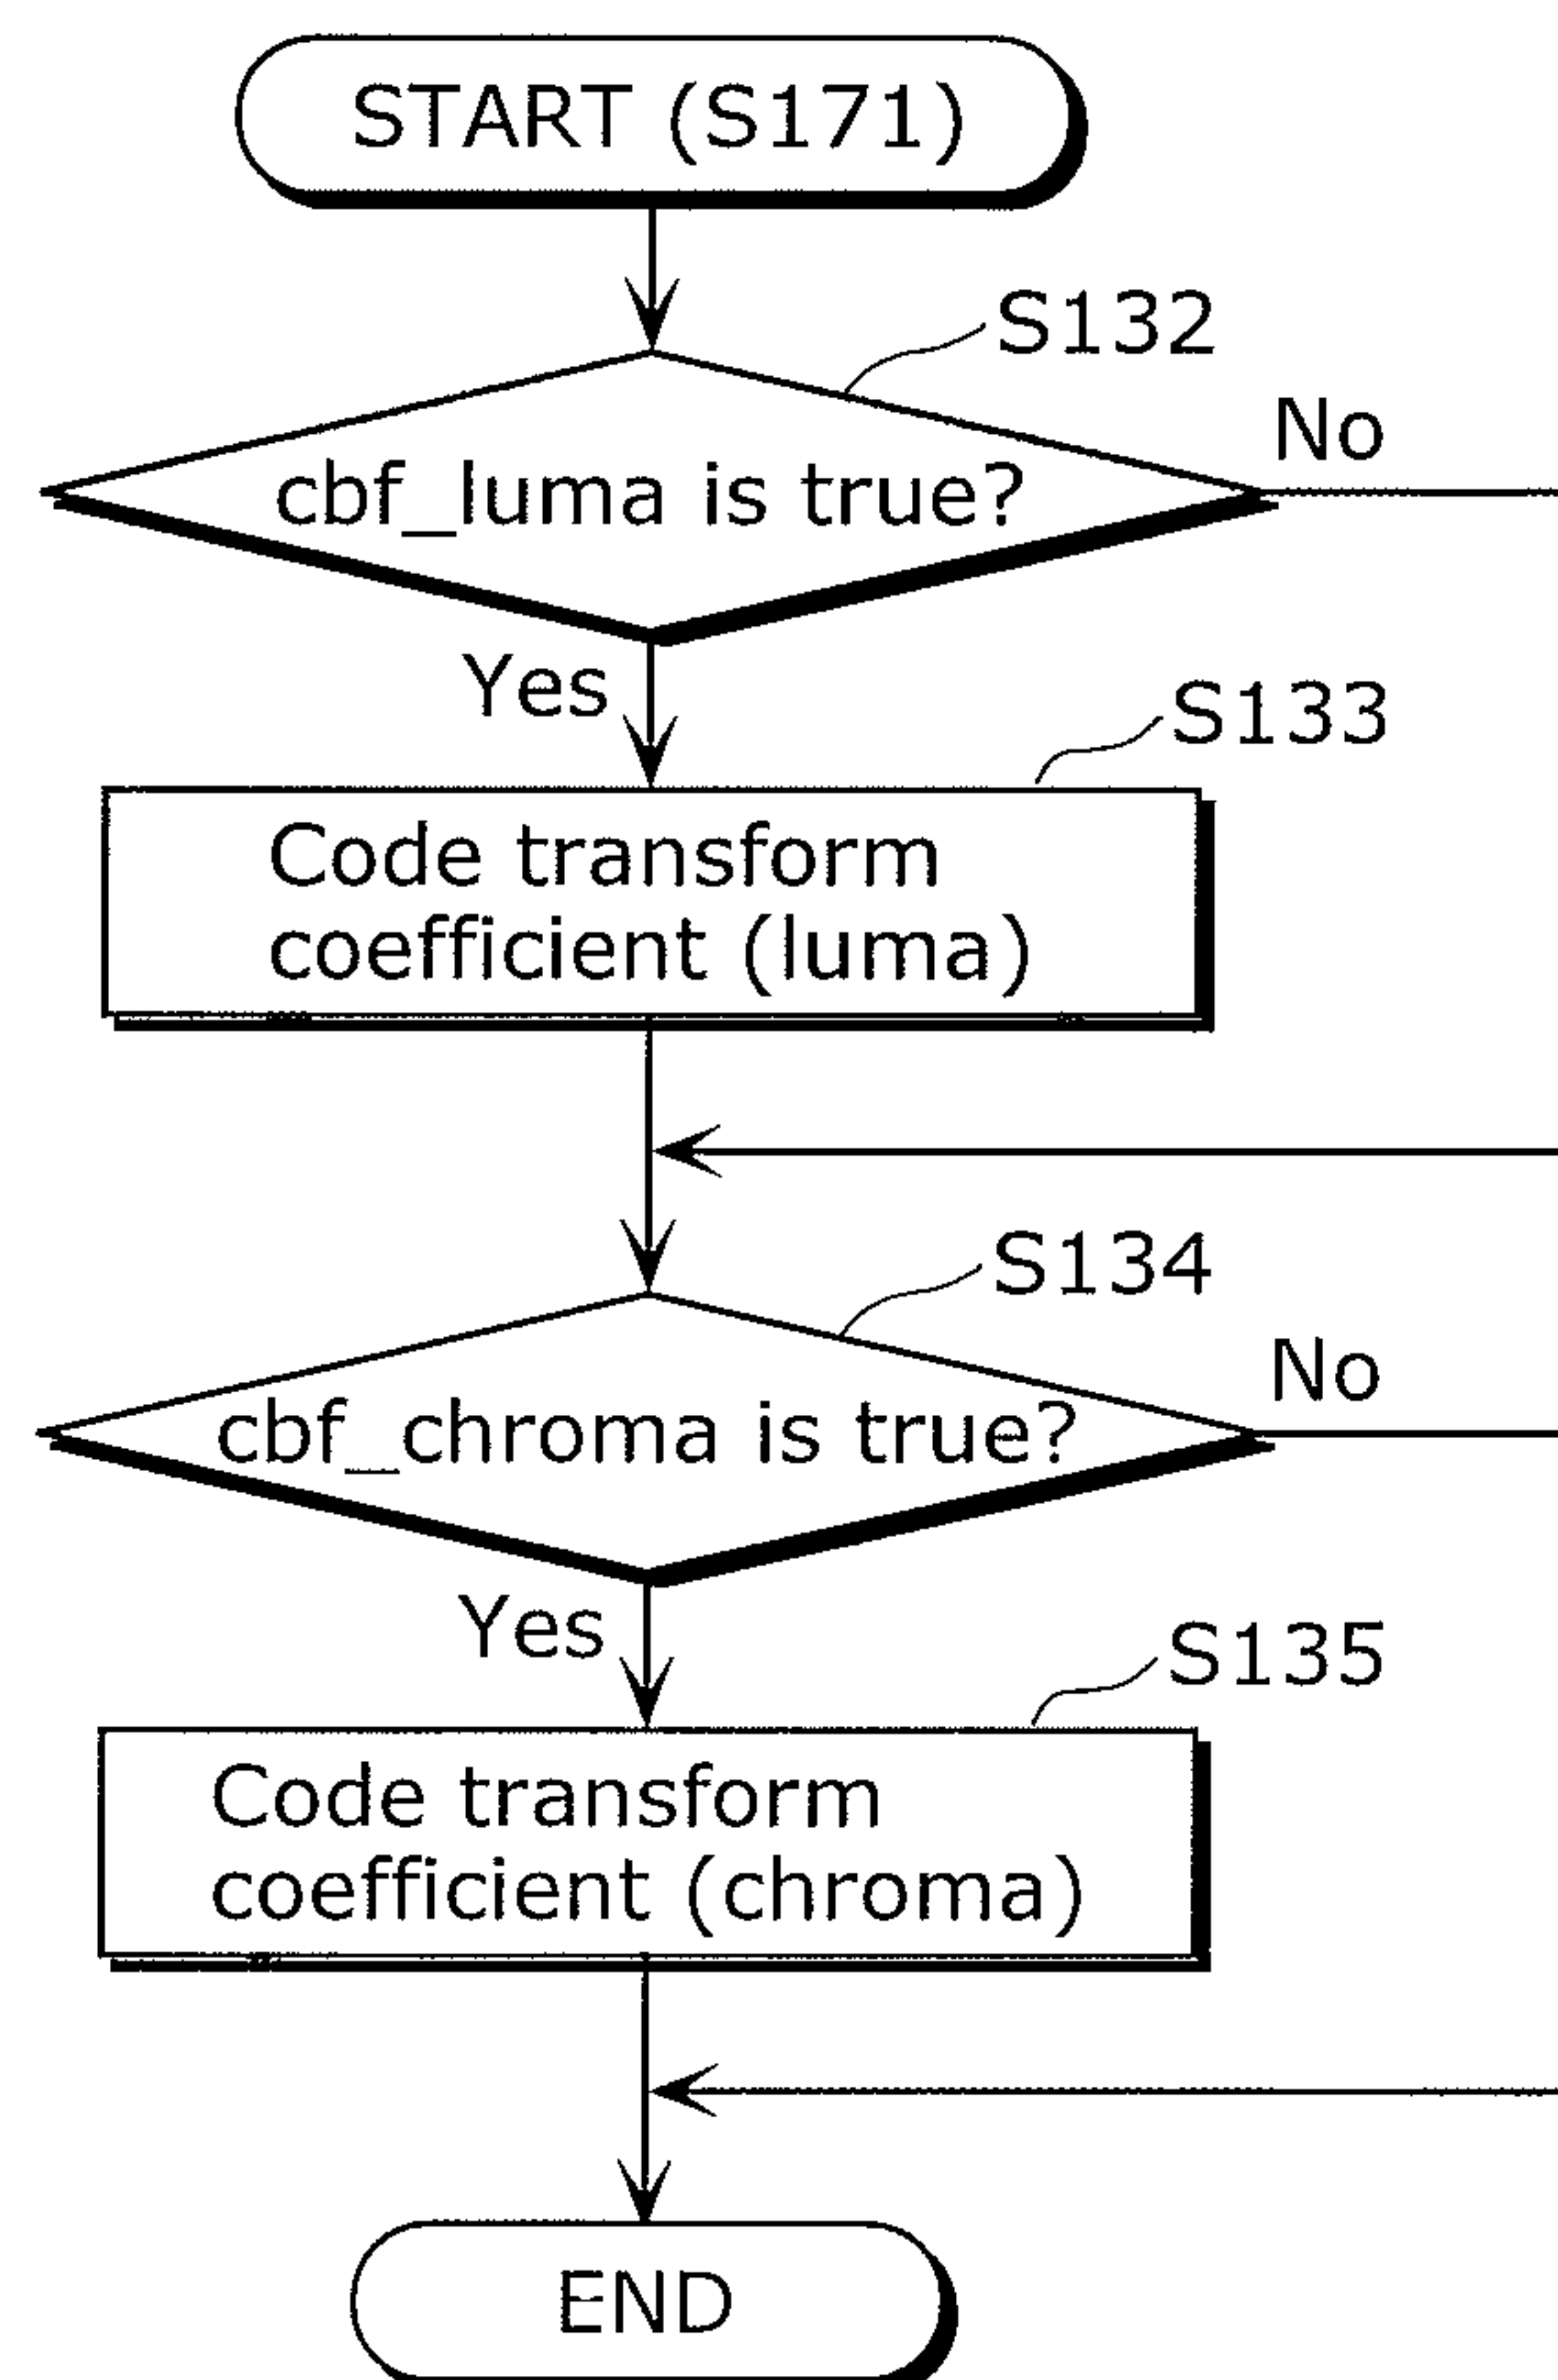 START (S171)
S132
No
cbf_luma is true?
Yes
S133
Code transform
coefficient (luma)
S134
No
cbf_chroma is true?
Yes
S135
Code transform
coefficient (chroma)
END